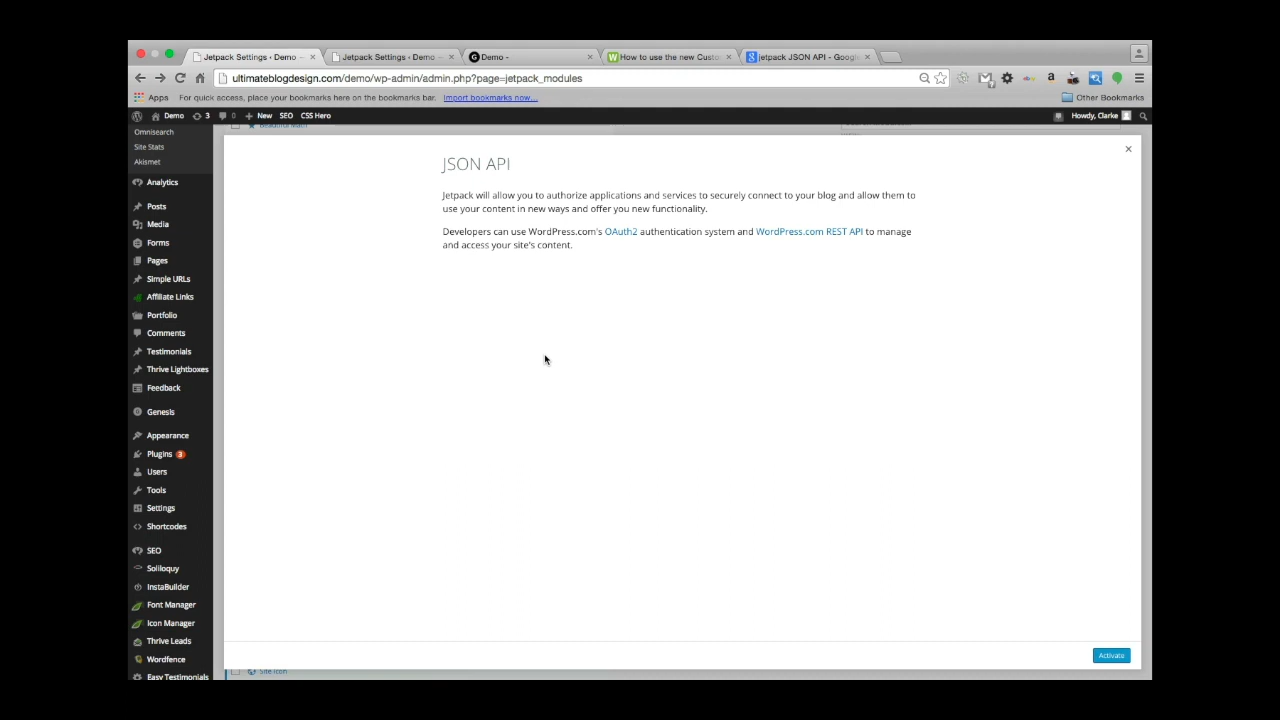 Jetpack Settings ‹ Demo —
Jetpack Settings ‹ Demo —
Demo -
How to use the new Custo
jetpack JSON API - Googl
ultimateblogdesign.com/demo/wp-admin/admin.php?page=jetpack_modules
Apps For quick access, place your bookmarks here on the bookmarks bar. Import bookmarks now... Other Bookmarks
Demo 3 0 + New SEO CSS Hero Howdy, Clarke
Omnisearch
Site Stats
Akismet
Analytics
Posts
Media
Forms
Pages
Simple URLs
Affiliate Links
Portfolio
Comments
Testimonials
Thrive Lightboxes
Feedback
Genesis
Appearance
Plugins 3
Users
Tools
Settings
Shortcodes
SEO
Soliloquy
InstaBuilder
Font Manager
Icon Manager
Thrive Leads
Wordfence
Easy Testimonials
Beautiful Math
JSON API
Jetpack will allow you to authorize applications and services to securely connect to your blog and allow them to
use your content in new ways and offer you new functionality.
Developers can use WordPress.com's OAuth2 authentication system and WordPress.com REST API to manage
and access your site's content.
Activate
Site Icon